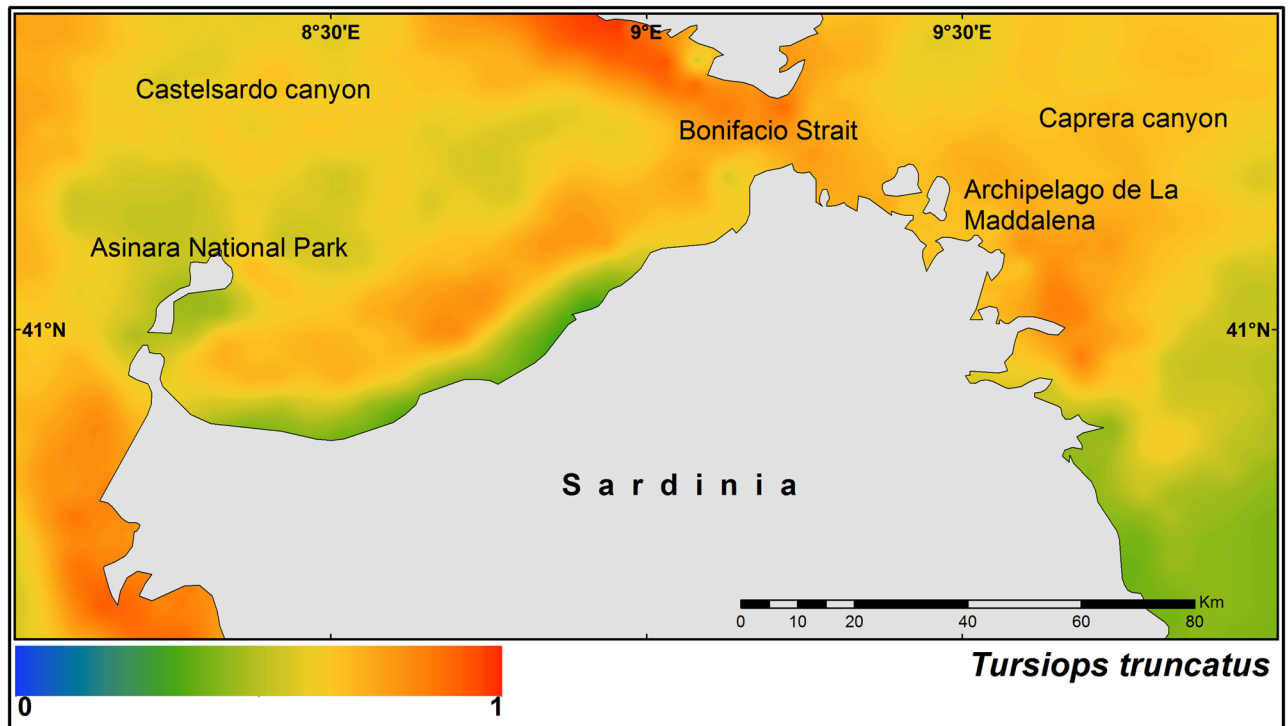 8°30'E
9°E
9°30'E
Castelsardo canyon
Caprera canyon
Bonifacio Strait
Archipelago de La
Maddalena
Asinara National Park
41°N
41°N
Sardinia
Km
0 10 20 40 60 80
Tursiops truncatus
0 1